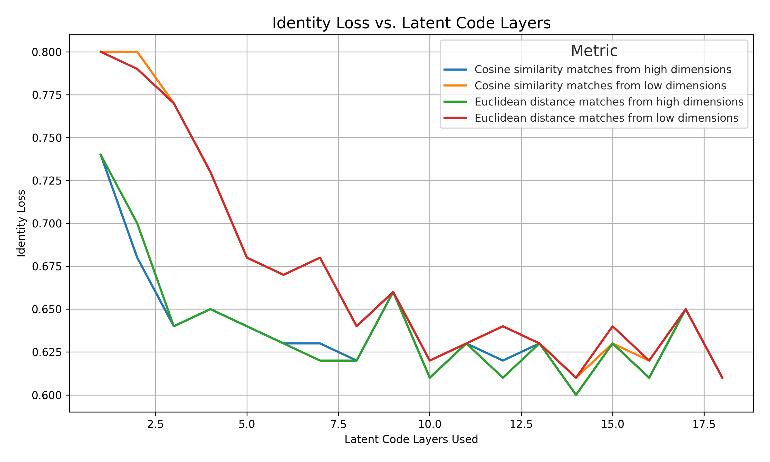 Identity Loss vs. Latent Code Layers
Metric
Cosine similarity matches from high dimensions
Cosine similarity matches from low dimensions
Euclidean distance matches from high dimensions
Euclidean distance matches from low dimensions
Identity Loss
0.800
0.775
0.750
0.725
0.700
0.675
0.650
0.625
0.600
2.5 5.0 7.5 10.0 12.5 15.0 17.5
Latent Code Layers Used